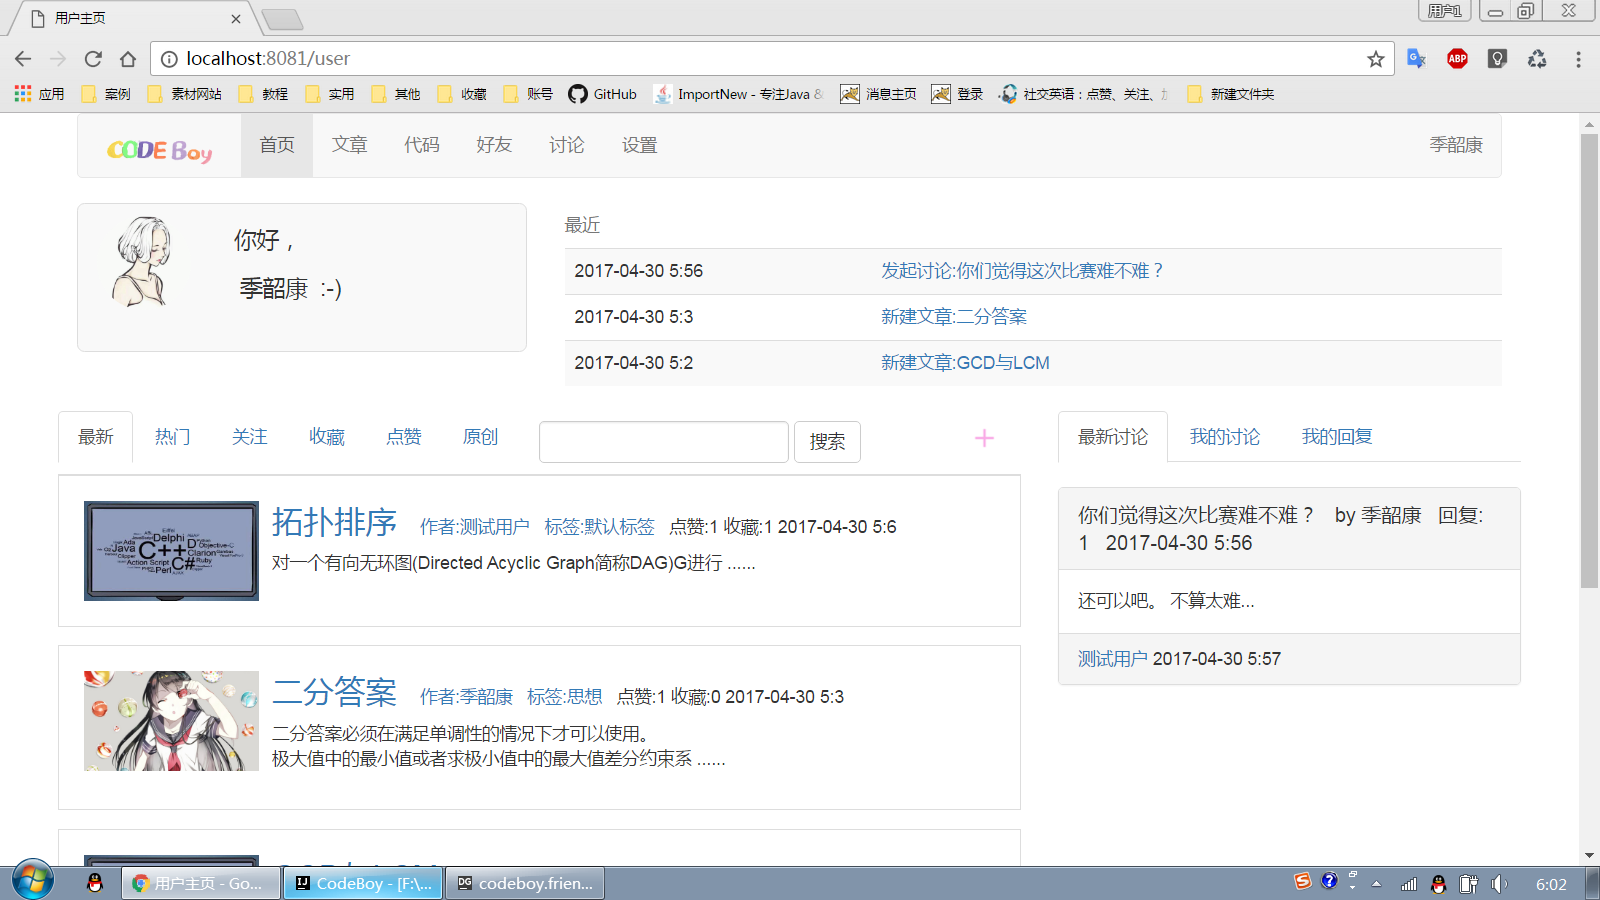 用户主页
用户1
localhost:8081/user
应用 案例 素材网站 教程 实用 其他 收藏 账号 GitHub ImportNew - 专注Java & 消息主页 登录 社交英语：点赞、关注、 新建文件夹
CODE Boy 首页 文章 代码 好友 讨论 设置 季韶康
你好，
季韶康 :-)
最近
2017-04-30 5:56 发起讨论:你们觉得这次比赛难不难？
2017-04-30 5:3 新建文章:二分答案
2017-04-30 5:2 新建文章:GCD与LCM
最新 热门 关注 收藏 点赞 原创 搜索 +
最新讨论 我的讨论 我的回复
拓扑排序 作者:测试用户 标签:默认标签 点赞:1 收藏:1 2017-04-30 5:6
对一个有向无环图(Directed Acyclic Graph简称DAG)G进行 ......
Delphi
Ada
Java
C++
Objective-C
Clarion
Action Script
C#
Ruby
Perl
二分答案 作者:季韶康 标签:思想 点赞:1 收藏:0 2017-04-30 5:3
二分答案必须在满足单调性的情况下才可以使用。
极大值中的最小值或者求极小值中的最大值差分约束系 ......
你们觉得这次比赛难不难？ by 季韶康 回复:
1 2017-04-30 5:56
还可以吧。 不算太难...
测试用户 2017-04-30 5:57
用户主页 - Go... CodeBoy - [F:\... codeboy.frien... 6:02